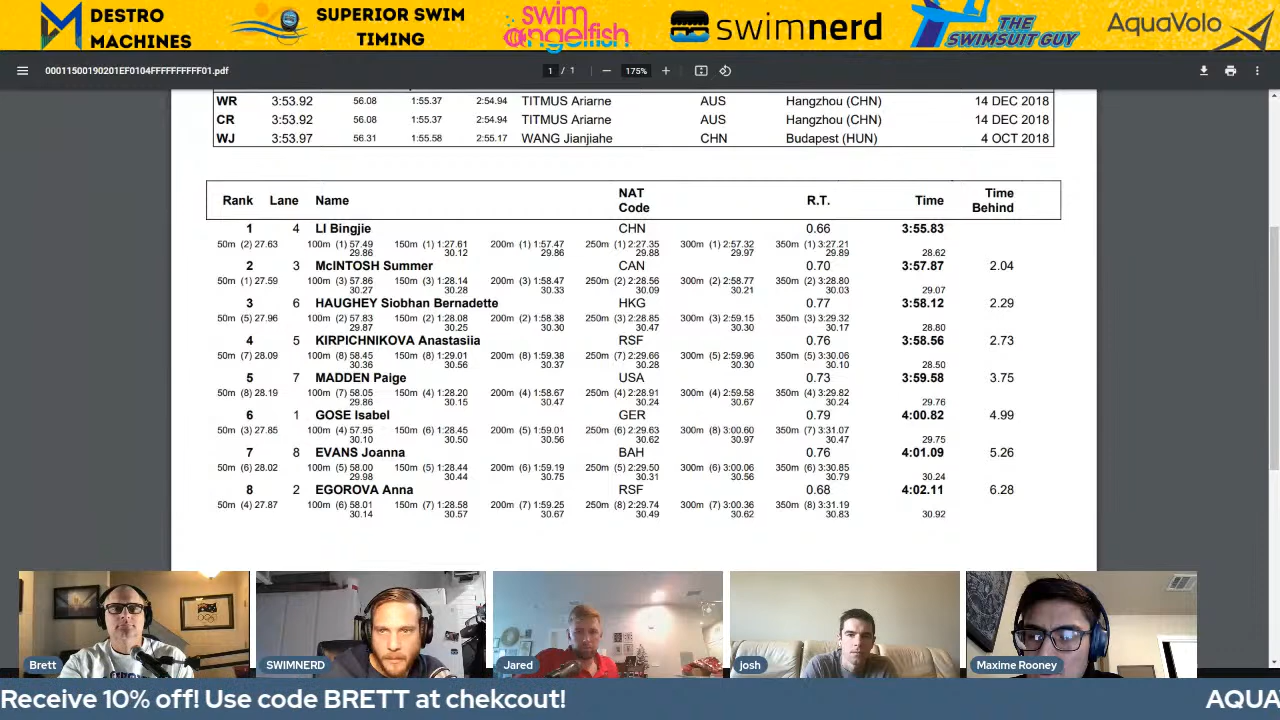 DESTRO
MACHINES
SUPERIOR SWIM
TIMING
swim
angelfish
swimnerd
THE
SWIMSUIT GUY
AquaVolo
00011500190201EF0104FFFFFFFFFF01.pdf
1 / 1
175%
WR 3:53.92 56.08 1:55.37 2:54.94 TITMUS Ariarne AUS Hangzhou (CHN) 14 DEC 2018
CR 3:53.92 56.08 1:55.37 2:54.94 TITMUS Ariarne AUS Hangzhou (CHN) 14 DEC 2018
WJ 3:53.97 56.31 1:55.58 2:55.17 WANG Jianjiahe CHN Budapest (HUN) 4 OCT 2018
Rank Lane Name NAT Code R.T. Time Time Behind
1 4 LI Bingjie CHN 0.66 3:55.83
50m (2) 27.63 100m (1) 57.49 150m (1) 1:27.61 200m (1) 1:57.47 250m (1) 2:27.35 300m (1) 2:57.32 350m (1) 3:27.21
29.86 30.12 29.86 29.88 29.97 29.89 28.62
2 3 McINTOSH Summer CAN 0.70 3:57.87 2.04
50m (1) 27.59 100m (3) 57.86 150m (3) 1:28.14 200m (3) 1:58.47 250m (2) 2:28.56 300m (2) 2:58.77 350m (2) 3:28.80
30.27 30.28 30.33 30.09 30.21 30.03 29.07
3 6 HAUGHEY Siobhan Bernadette HKG 0.77 3:58.12 2.29
50m (5) 27.96 100m (2) 57.83 150m (2) 1:28.08 200m (2) 1:58.38 250m (3) 2:28.85 300m (3) 2:59.15 350m (3) 3:29.32
29.87 30.25 30.30 30.47 30.30 30.17 28.80
4 5 KIRPICHNIKOVA Anastasiia RSF 0.76 3:58.56 2.73
50m (7) 28.09 100m (8) 58.45 150m (8) 1:29.01 200m (8) 1:59.38 250m (7) 2:29.66 300m (5) 2:59.96 350m (5) 3:30.06
30.36 30.56 30.37 30.28 30.30 30.10 28.50
5 7 MADDEN Paige USA 0.73 3:59.58 3.75
50m (8) 28.19 100m (7) 58.05 150m (4) 1:28.20 200m (4) 1:58.67 250m (4) 2:28.91 300m (4) 2:59.58 350m (4) 3:29.82
29.86 30.15 30.47 30.24 30.67 30.24 29.76
6 1 GOSE Isabel GER 0.79 4:00.82 4.99
50m (3) 27.85 100m (4) 57.95 150m (6) 1:28.45 200m (5) 1:59.01 250m (6) 2:29.63 300m (8) 3:00.60 350m (7) 3:31.07
30.10 30.50 30.56 30.62 30.97 30.47 29.75
7 8 EVANS Joanna BAH 0.76 4:01.09 5.26
50m (6) 28.02 100m (5) 58.00 150m (5) 1:28.44 200m (6) 1:59.19 250m (5) 2:29.50 300m (6) 3:00.06 350m (6) 3:30.85
29.98 30.44 30.75 30.31 30.56 30.79 30.24
8 2 EGOROVA Anna RSF 0.68 4:02.11 6.28
50m (4) 27.87 100m (6) 58.01 150m (7) 1:28.58 200m (7) 1:59.25 250m (8) 2:29.74 300m (7) 3:00.36 350m (8) 3:31.19
30.14 30.57 30.67 30.49 30.62 30.83 30.92
Brett
SWIMNERD
Jared
josh
Maxime Rooney
Receive 10% off! Use code BRETT at chekcout!
AQUA